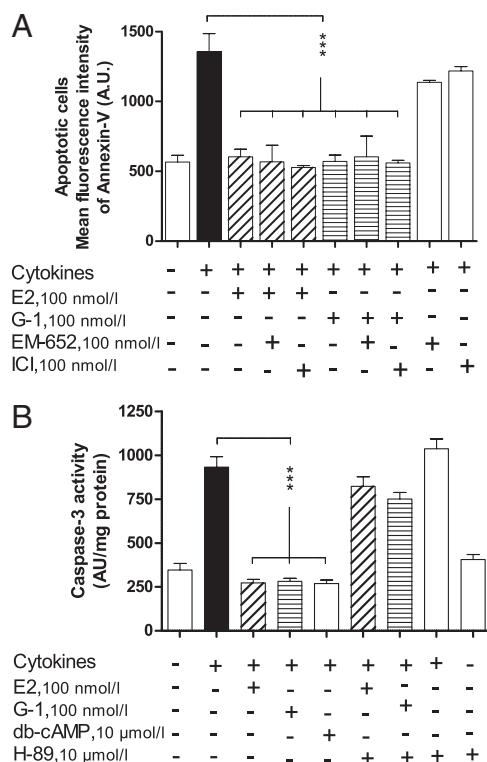 A
Apoptotic cells
Mean fluorescence intensity
of Annexin-V (A.U.)
1500
1000
500
0
***
Cytokines - + + + + + + + + +
E2,100 nmol/l - - + + + - - - - -
G-1,100 nmol/l - - - - - + + + - -
EM-652,100 nmol/l - - - + - - + - + -
ICI,100 nmol/l - - - - + - - + - +
B
Caspase-3 activity
(AU/mg protein)
1250
1000
750
500
250
0
***
Cytokines - + + + + + + + -
E2,100 nmol/l - - + - - + - - -
G-1,100 nmol/l - - - + - - + - -
db-cAMP,10 µmol/l - - - - + - - - -
H-89,10 µmol/l - - - - - + + + +